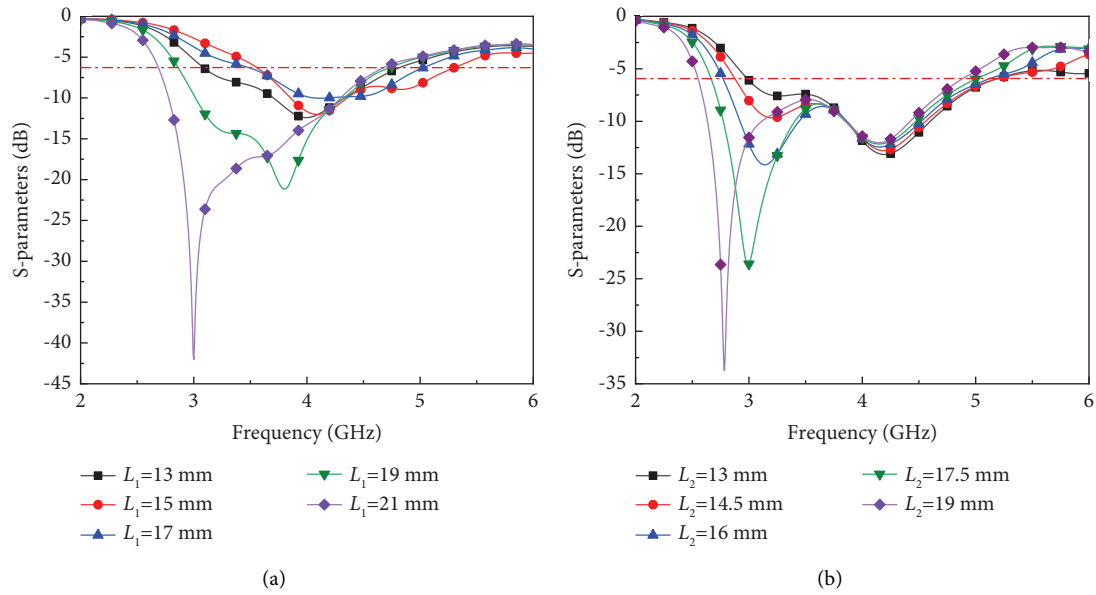 0
-5
-10
-15
-20
-25
-30
-35
-40
-45
S-parameters (dB)
2 3 4 5 6
Frequency (GHz)
L1=13 mm
L1=15 mm
L1=17 mm
L1=19 mm
L1=21 mm
(a)
0
-5
-10
-15
-20
-25
-30
-35
S-parameters (dB)
2 3 4 5 6
Frequency (GHz)
L2=13 mm
L2=14.5 mm
L2=16 mm
L2=17.5 mm
L2=19 mm
(b)